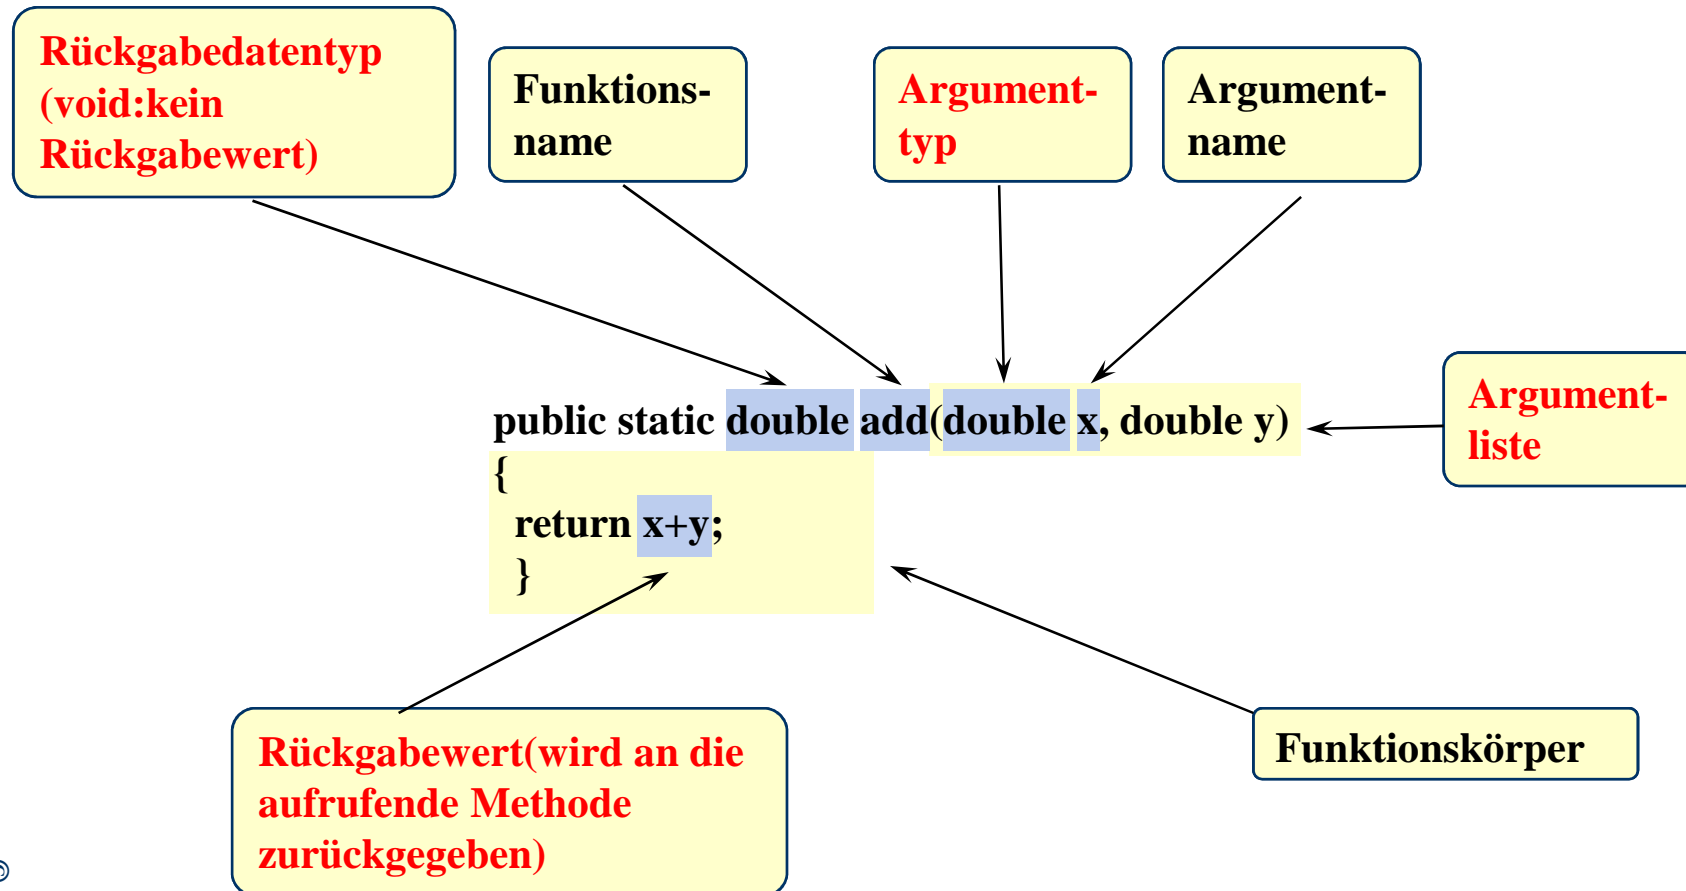 Rückgabedatentyp
(void:kein
Rückgabewert)
Funktions-
name
Argument-
typ
Argument-
name
public static double add(double x, double y)
{
return x+y;
}
Argument-
liste
Rückgabewert(wird an die
aufrufende Methode
zurückgegeben)
Funktionskörper